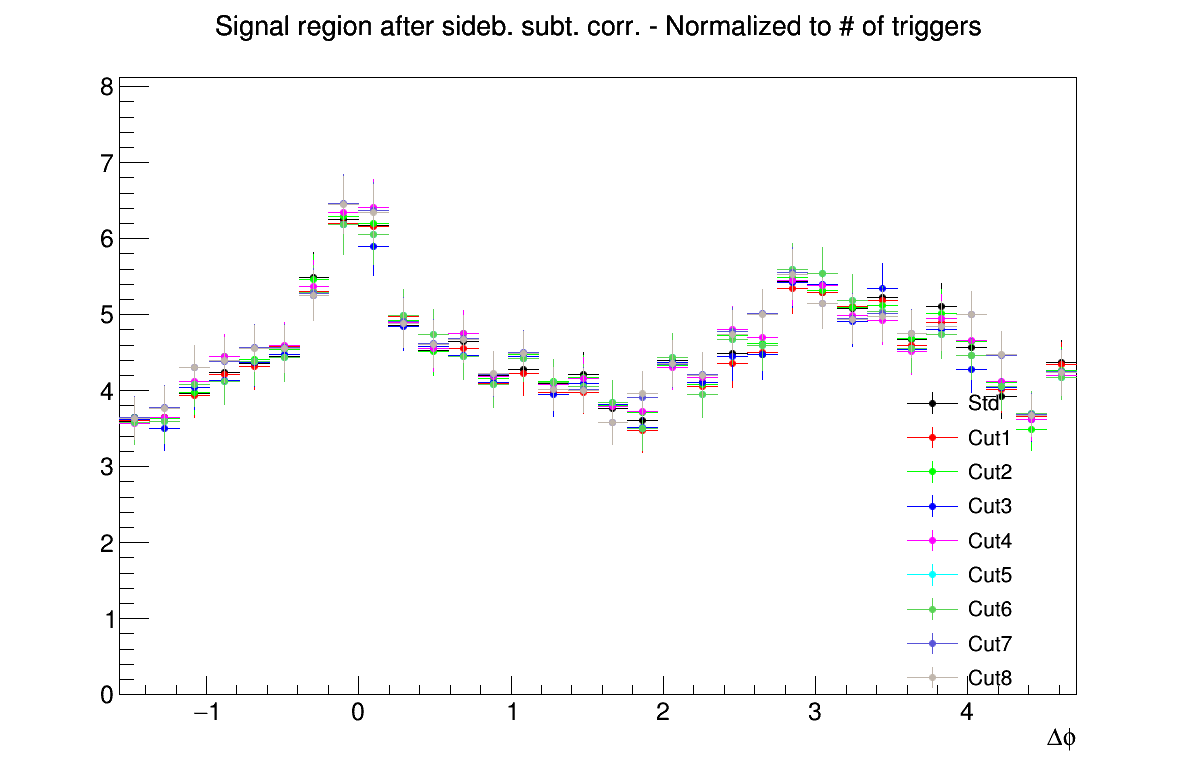 Signal region after sideb. subt. corr. - Normalized to # of triggers
8
7
6
5
4
3
2
1
0
Std
Cut1
Cut2
Cut3
Cut4
Cut5
Cut6
Cut7
Cut8
−1 0 1 2 3 4
Δϕ